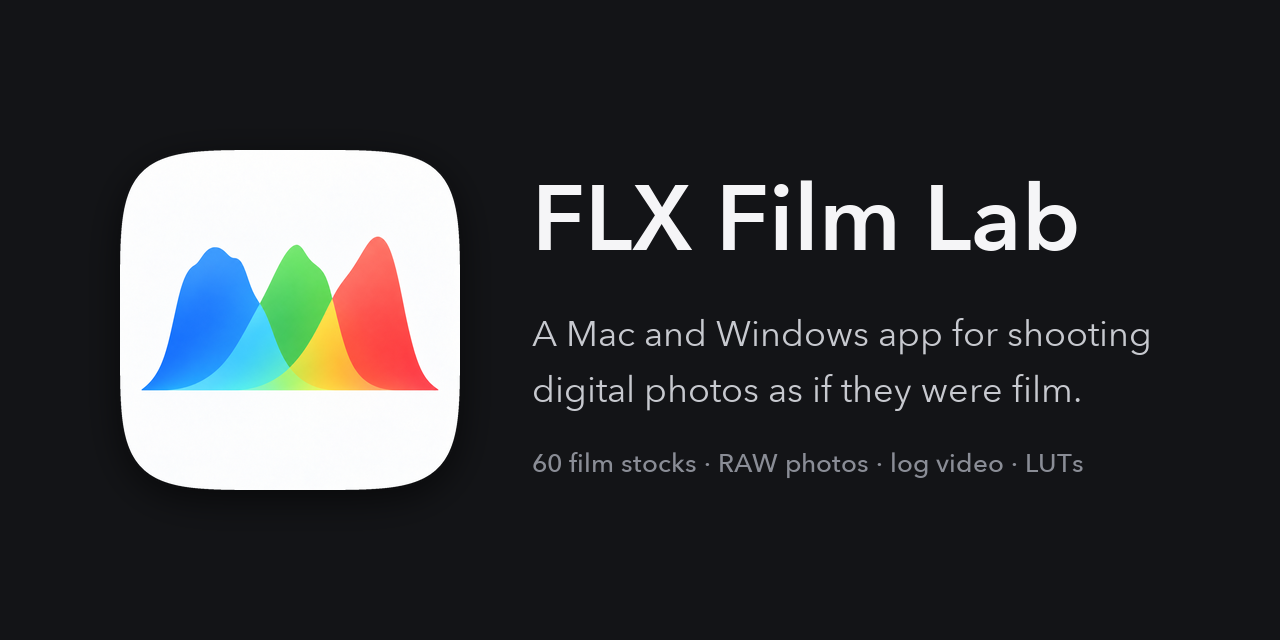 FLX Film Lab
A Mac and Windows app for shooting
digital photos as if they were film.
60 film stocks · RAW photos · log video · LUTs